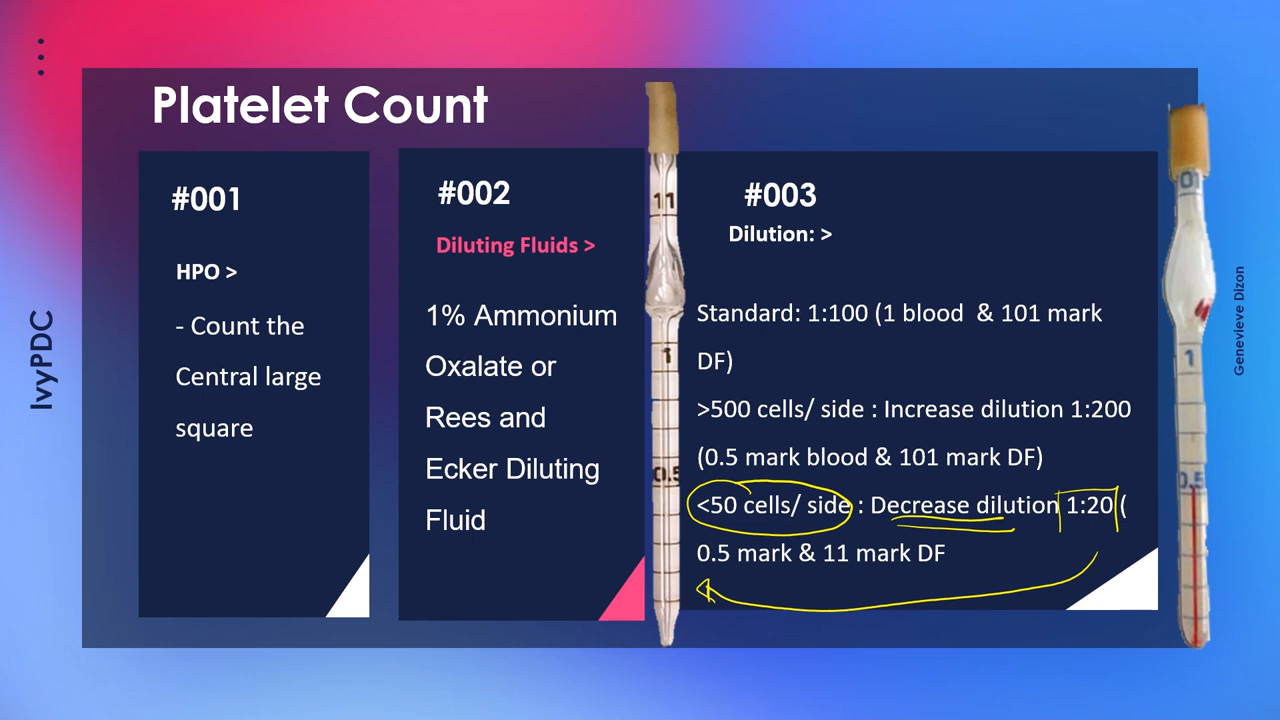 Platelet Count
#001
HPO >
- Count the
Central large
square
#002
Diluting Fluids >
1% Ammonium
Oxalate or
Rees and
Ecker Diluting
Fluid
#003
Dilution: >
Standard: 1:100 (1 blood & 101 mark
DF)
>500 cells/ side : Increase dilution 1:200
(0.5 mark blood & 101 mark DF)
<50 cells/ side : Decrease dilution 1:20 (
0.5 mark & 11 mark DF
11
1
0.5
01
1
0.5
IvyPDC
Genevieve Dizon